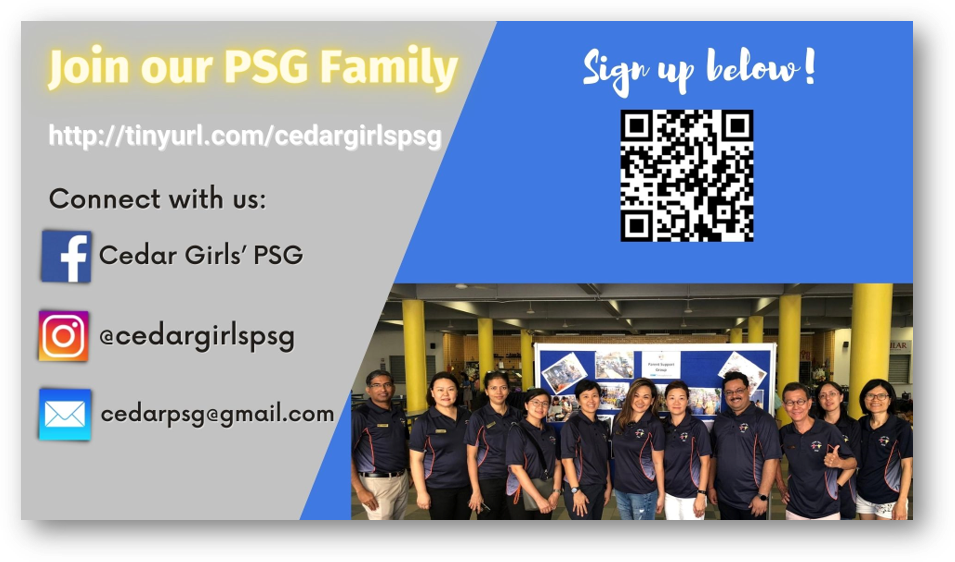 Join our PSG Family
http://tinyurl.com/cedargirlspsg
Connect with us:
Cedar Girls’ PSG
@cedargirlspsg
cedarpsg@gmail.com
Sign up below!
Parent Support
Group